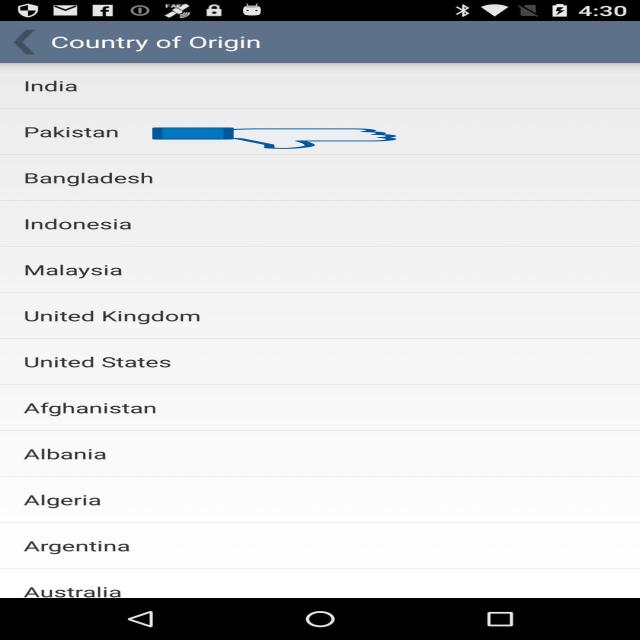 4:30
Country of Origin
India
Pakistan
Bangladesh
Indonesia
Malaysia
United Kingdom
United States
Afghanistan
Albania
Algeria
Argentina
Australia